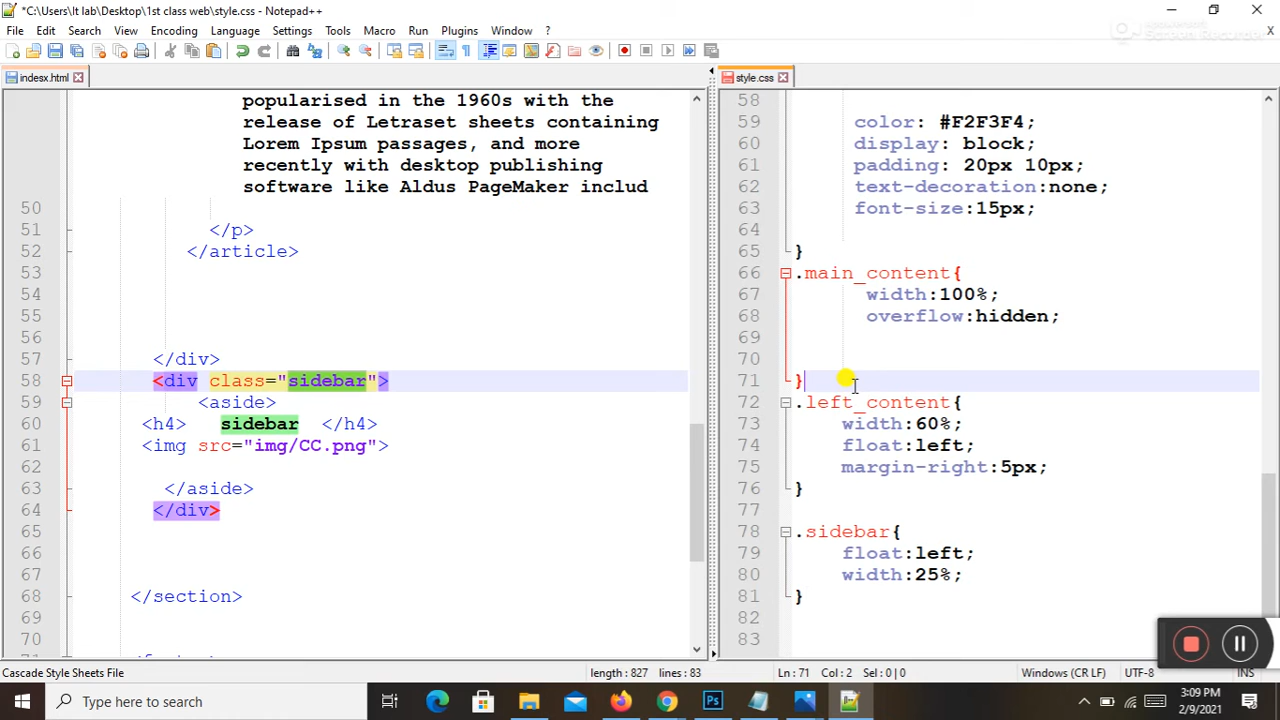 *C:\Users\It lab\Desktop\1st class web\style.css - Notepad++
File Edit Search View Encoding Language Settings Tools Macro Run Plugins Window ?
X
indesx.html
popularised in the 1960s with the
release of Letraset sheets containing
Lorem Ipsum passages, and more
recently with desktop publishing
software like Aldus PageMaker includ
50
51 </p>
52 </article>
53
54
55
56
57 </div>
58 <div class="sidebar">
59 <aside>
60 <h4> sidebar </h4>
61 <img src="img/CC.png">
62
63 </aside>
64 </div>
65
66
67
68 </section>
69
70
style.css
58
59 color: #F2F3F4;
60 display: block;
61 padding: 20px 10px;
62 text-decoration:none;
63 font-size:15px;
64
65 }
66 .main_content{
67 width:100%;
68 overflow:hidden;
69
70
71 }
72 .left_content{
73 width:60%;
74 float:left;
75 margin-right:5px;
76 }
77
78 .sidebar{
79 float:left;
80 width:25%;
81 }
82
83
Cascade Style Sheets File length : 827 lines : 83 Ln : 71 Col : 2 Sel : 0 | 0 Windows (CR LF) UTF-8 INS
Type here to search
Ps
3:09 PM
2/9/2021